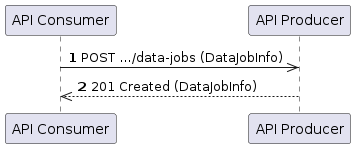 API Consumer API Producer
1 POST .../data-jobs (DataJobInfo)
2 201 Created (DataJobInfo)
API Consumer API Producer